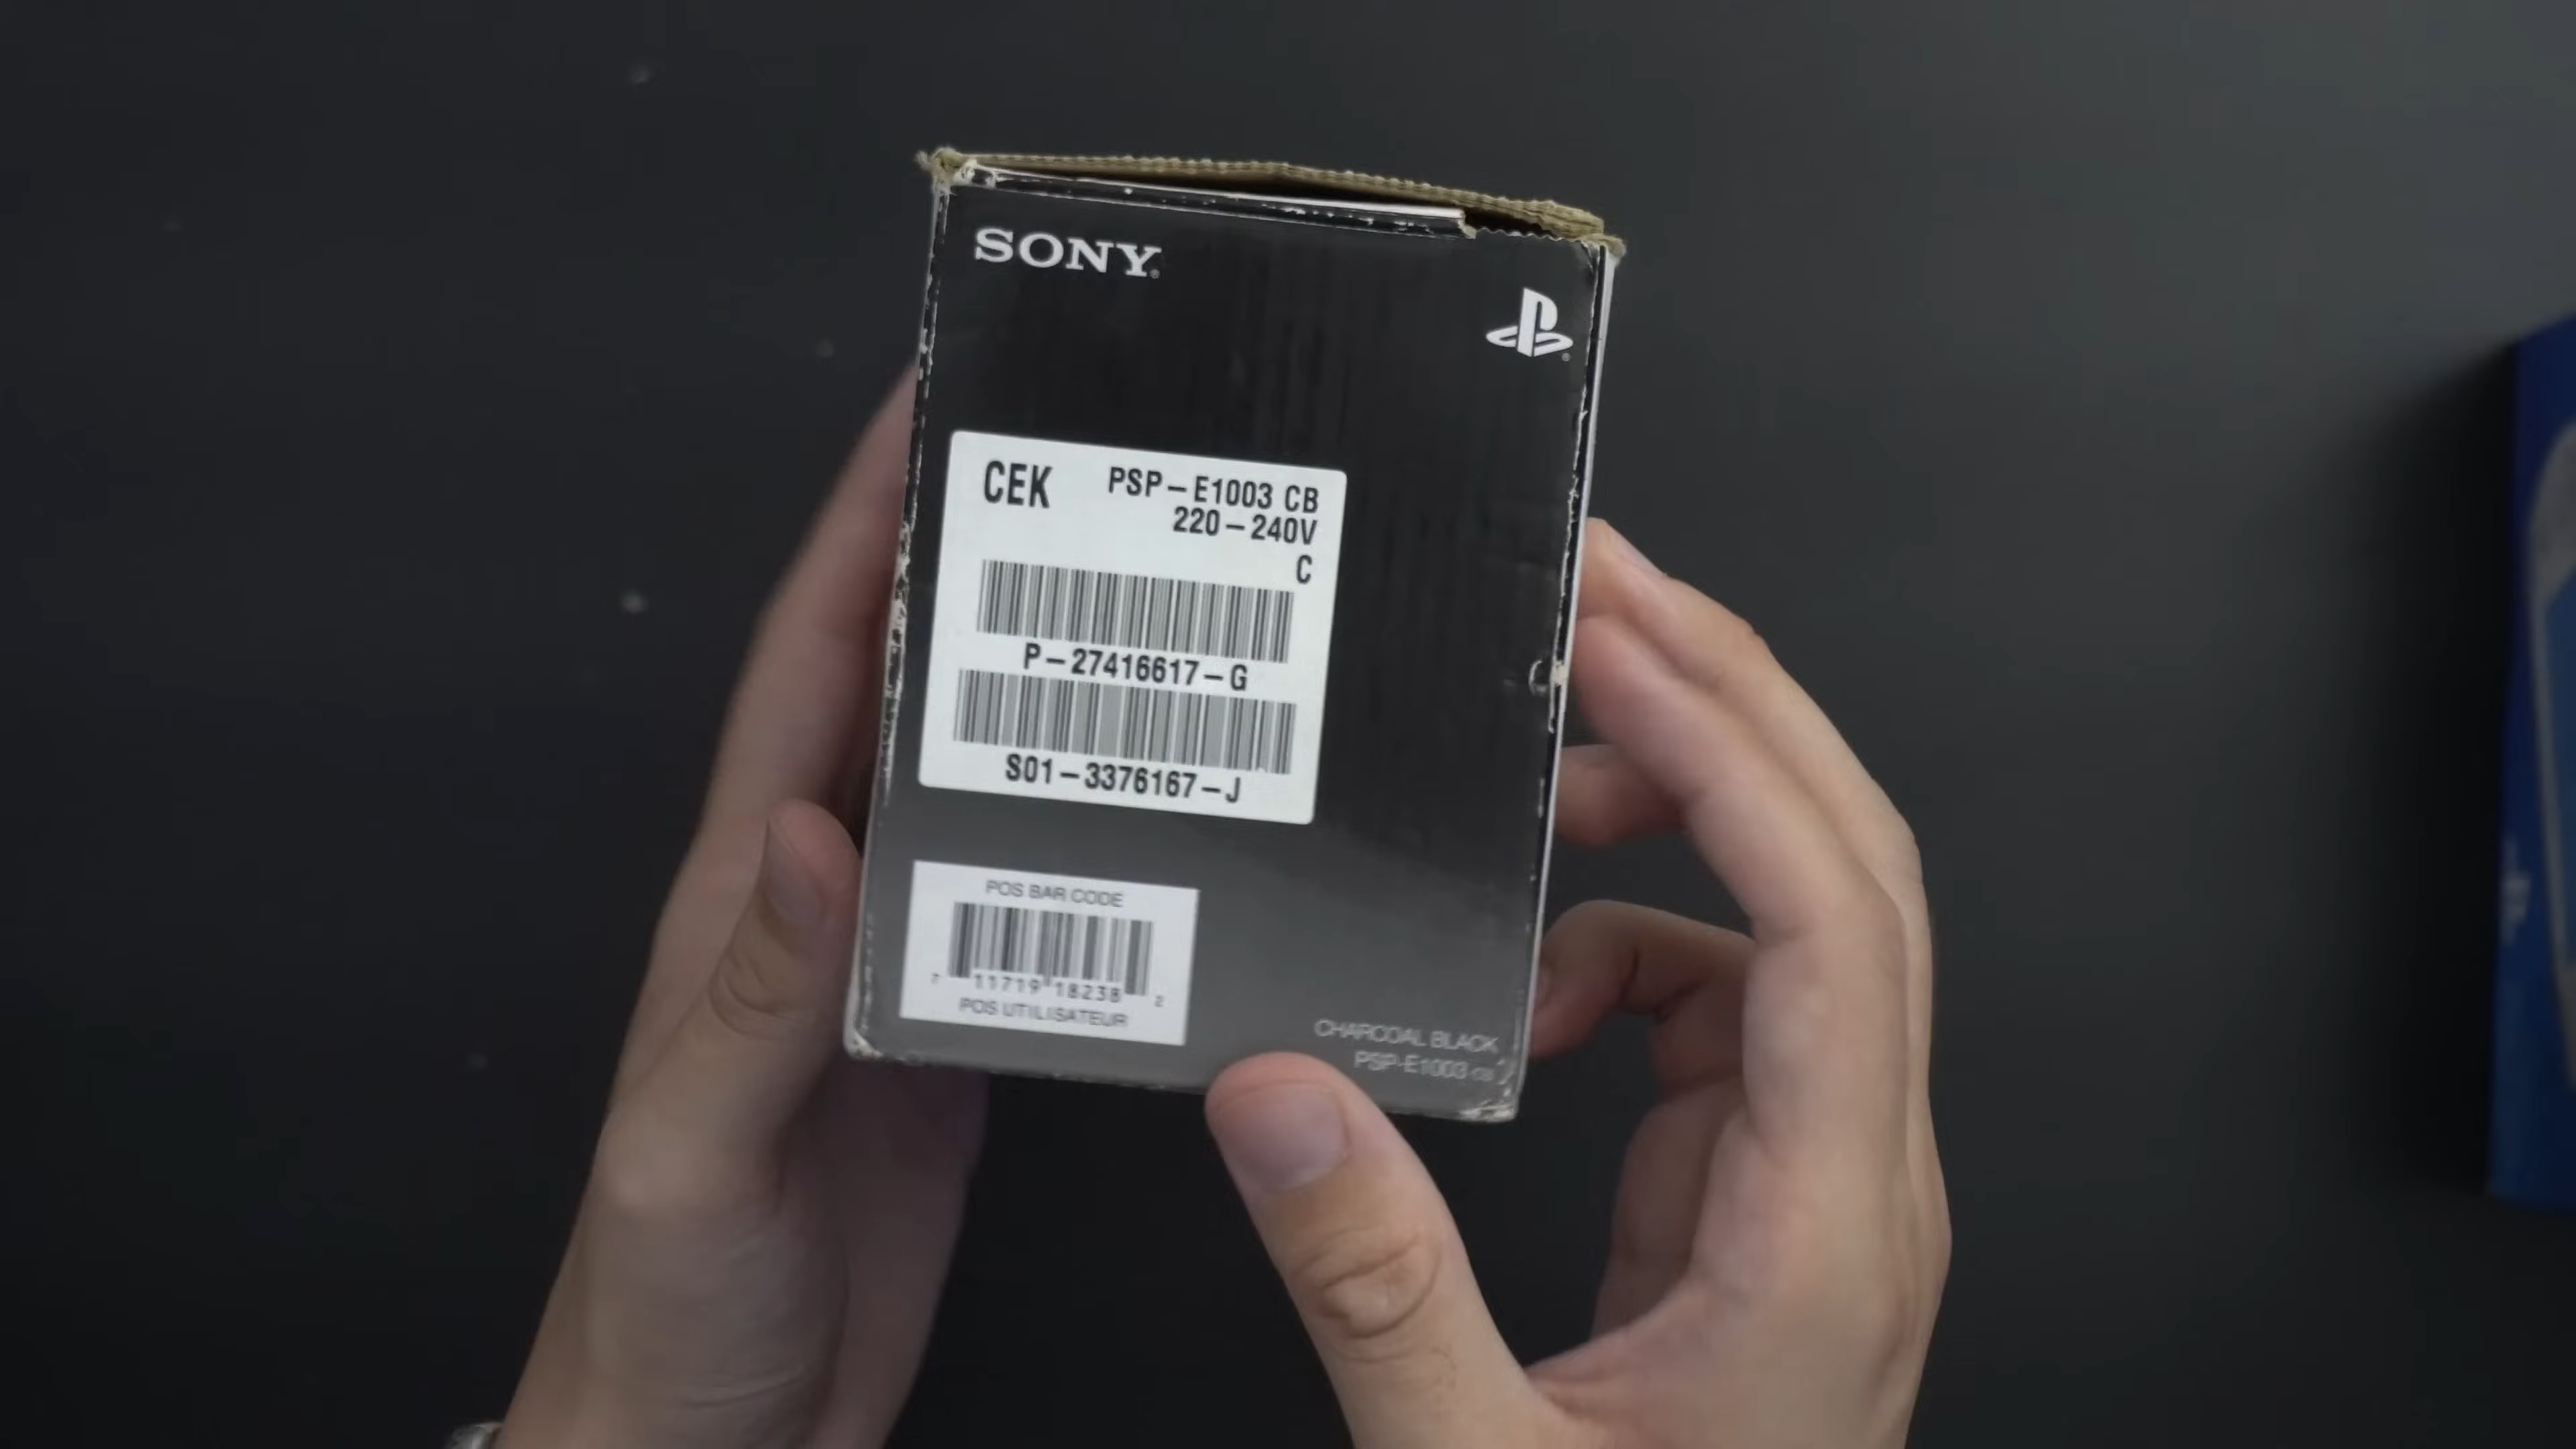 SONY
CEK
PSP-E1003 CB
220-240V
C
P-27416617-G
S01-3376167-J
POS BAR CODE
7 11719 18238 2
POS UTILISATEUR
CHARCOAL BLACK
PSP-E1003 CB